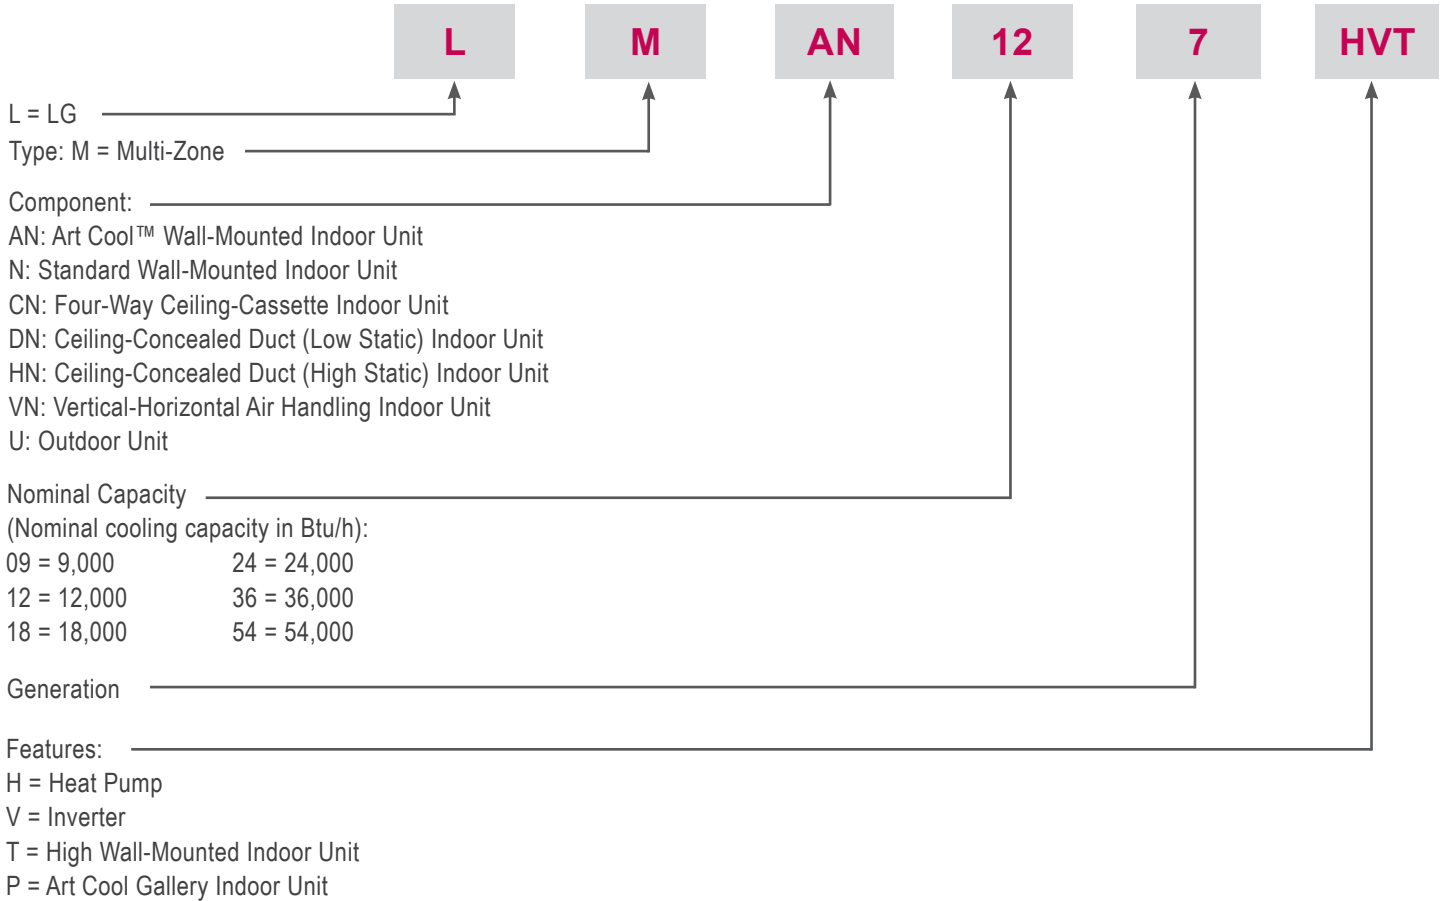 L M AN 12 7 HVT
L = LG
Type: M = Multi-Zone
Component:
AN: Art Cool™ Wall-Mounted Indoor Unit
N: Standard Wall-Mounted Indoor Unit
CN: Four-Way Ceiling-Cassette Indoor Unit
DN: Ceiling-Concealed Duct (Low Static) Indoor Unit
HN: Ceiling-Concealed Duct (High Static) Indoor Unit
VN: Vertical-Horizontal Air Handling Indoor Unit
U: Outdoor Unit
Nominal Capacity
(Nominal cooling capacity in Btu/h):
09 = 9,000 24 = 24,000
12 = 12,000 36 = 36,000
18 = 18,000 54 = 54,000
Generation
Features:
H = Heat Pump
V = Inverter
T = High Wall-Mounted Indoor Unit
P = Art Cool Gallery Indoor Unit